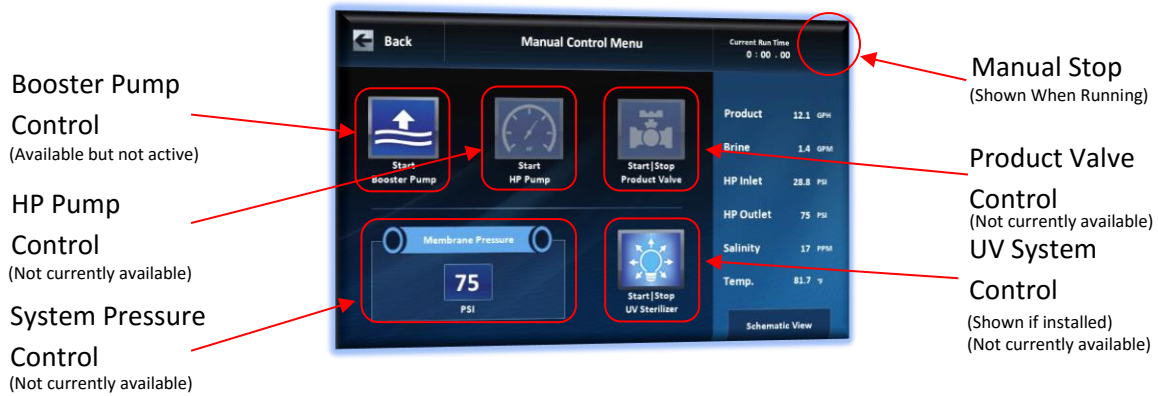 Back
Manual Control Menu
Current Run Time
0 : 00 . 00
Booster Pump
Control
(Available but not active)
HP Pump
Control
(Not currently available)
System Pressure
Control
(Not currently available)
Start
Booster Pump
Start
HP Pump
Start|Stop
Product Valve
Membrane Pressure
75
PSI
Start|Stop
UV Sterilizer
Product 12.1 GPH
Brine 1.4 GPM
HP Inlet 28.8 PSI
HP Outlet 75 PSI
Salinity 17 PPM
Temp. 81.7 °F
Schematic View
Manual Stop
(Shown When Running)
Product Valve
Control
(Not currently available)
UV System
Control
(Shown if installed)
(Not currently available)